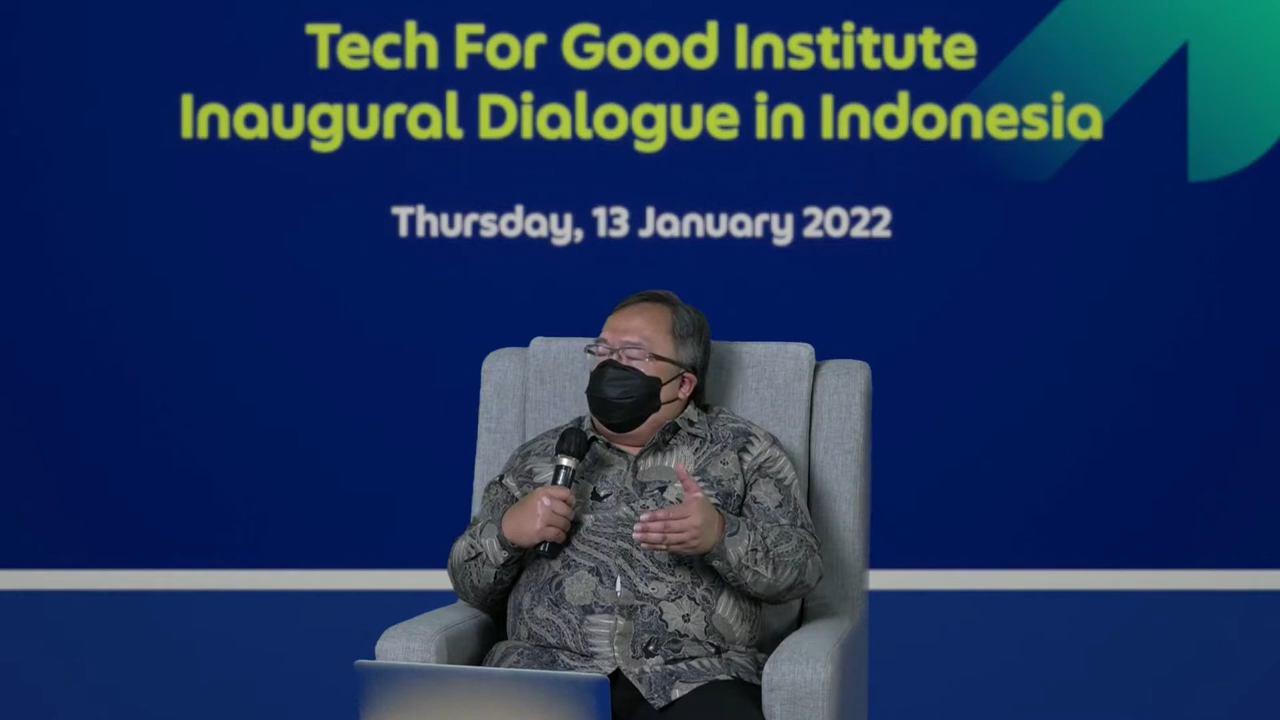 Tech For Good Institute
Inaugural Dialogue in Indonesia
Thursday, 13 January 2022